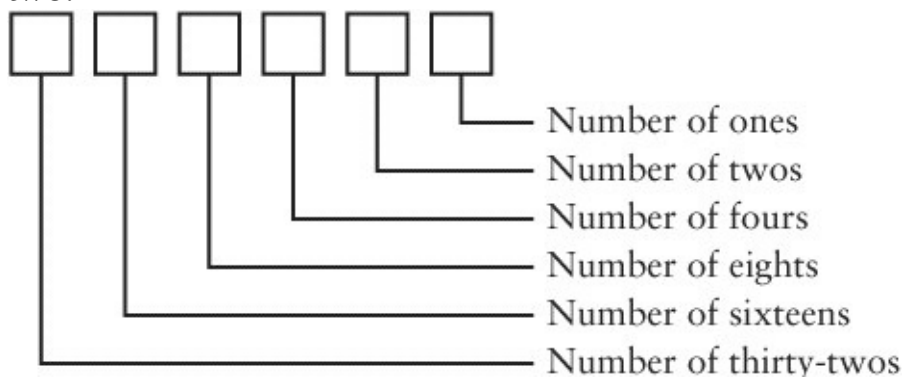 Number of ones
Number of twos
Number of fours
Number of eights
Number of sixteens
Number of thirty-twos